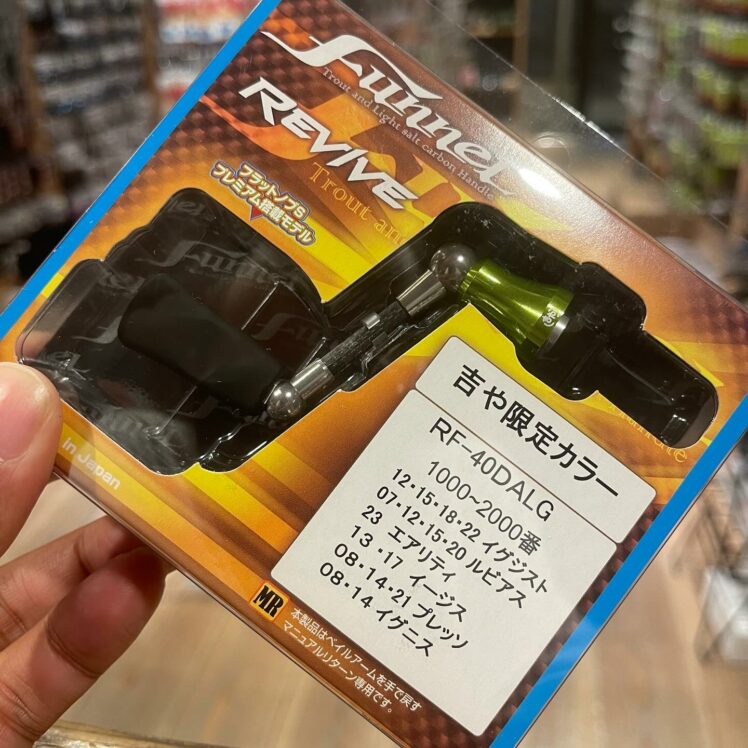 Funnel
Trout and Light salt carbon Handle
REVIVE
Trout and
フラットノブS
プレミアム軽量モデル
Funnel
吉や限定カラー
RF-40DALG
1000~2000番
12・15・18・22 イグジスト
07・12・15・20 ルビアス
23 エアリティ
13・17 イージス
08・14・21 プレッソ
08・14 イグニス
in Japan
MR
本製品はベイルアームを手で戻す
マニュアルリターン専用です。